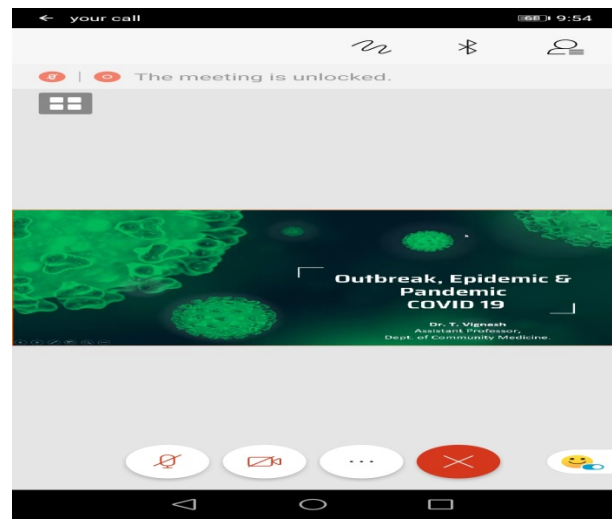 your call
68 9:54
The meeting is unlocked.
Outbreak, Epidemic &
Pandemic
COVID 19
Dr. T. Vignesh
Assistant Professor,
Dept. of Community Medicine.